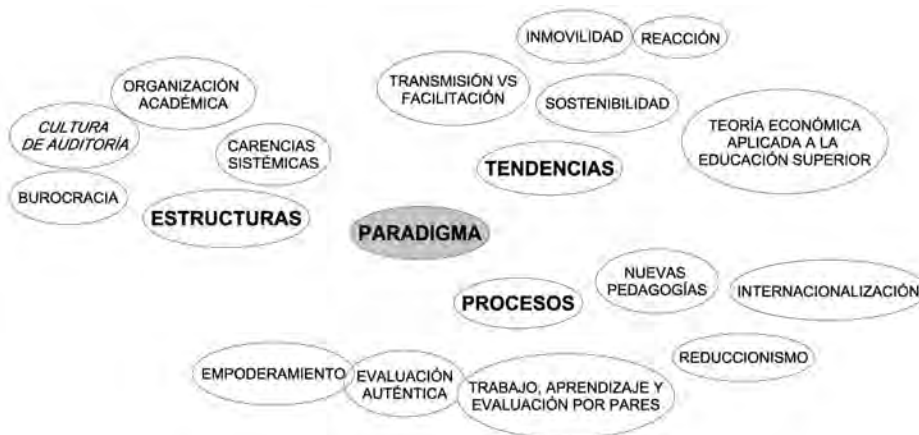 INMOVILIDAD
REACCIÓN
TRANSMISIÓN VS
FACILITACIÓN
SOSTENIBILIDAD
TEORÍA ECONÓMICA
APLICADA A LA
EDUCACIÓN SUPERIOR
TENDENCIAS
ORGANIZACIÓN
ACADÉMICA
CULTURA
DE AUDITORÍA
CARENCIAS
SISTÉMICAS
BUROCRACIA
ESTRUCTURAS
PARADIGMA
PROCESOS
NUEVAS
PEDAGOGÍAS
INTERNACIONALIZACIÓN
REDUCCIONISMO
EMPODERAMIENTO
EVALUACIÓN
AUTÉNTICA
TRABAJO, APRENDIZAJE Y
EVALUACIÓN POR PARES